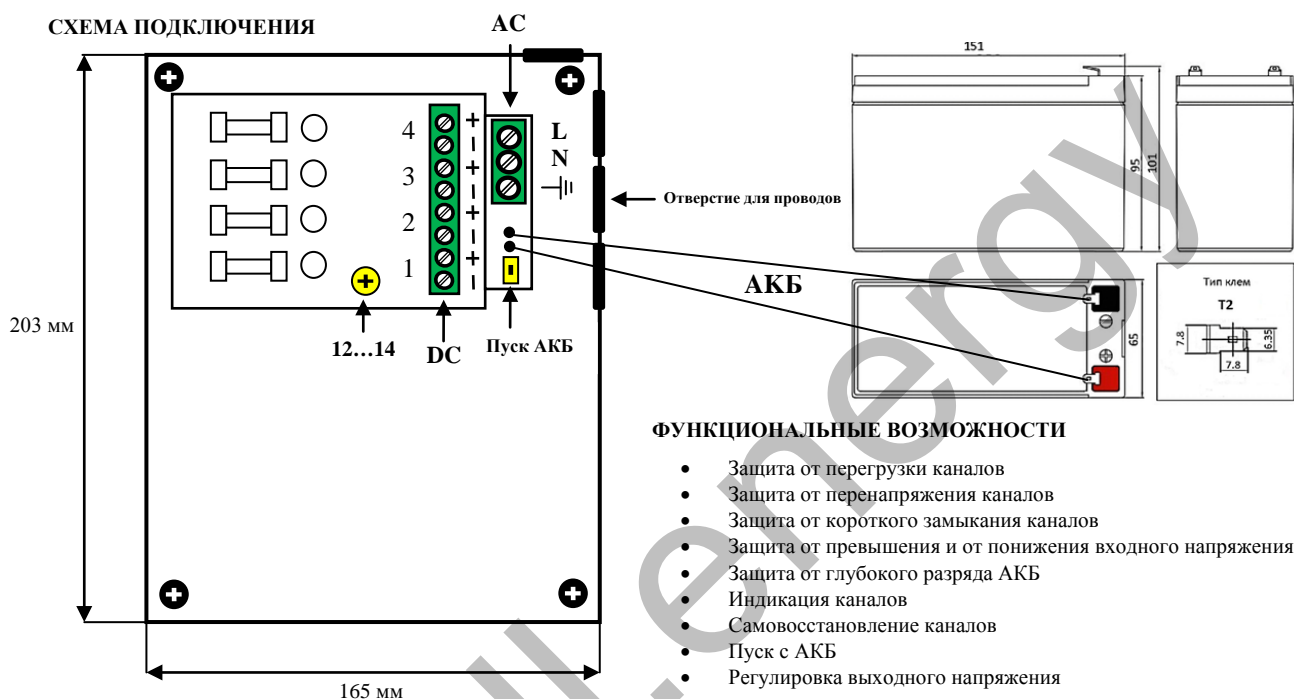 СХЕМА ПОДКЛЮЧЕНИЯ
AC
151
4
+
L
−
N
3
+
−
95
101
2
+
Отверстие для проводов
−
1
+
−
АКБ
Тип клем
T2
7.8
6.35
7.8
65
203 мм
12…14
DC
Пуск АКБ
ФУНКЦИОНАЛЬНЫЕ ВОЗМОЖНОСТИ
• Защита от перегрузки каналов
• Защита от перенапряжения каналов
• Защита от короткого замыкания каналов
• Защита от превышения и от понижения входного напряжения
• Защита от глубокого разряда АКБ
• Индикация каналов
• Самовосстановление каналов
• Пуск с АКБ
• Регулировка выходного напряжения
165 мм
ll.energy